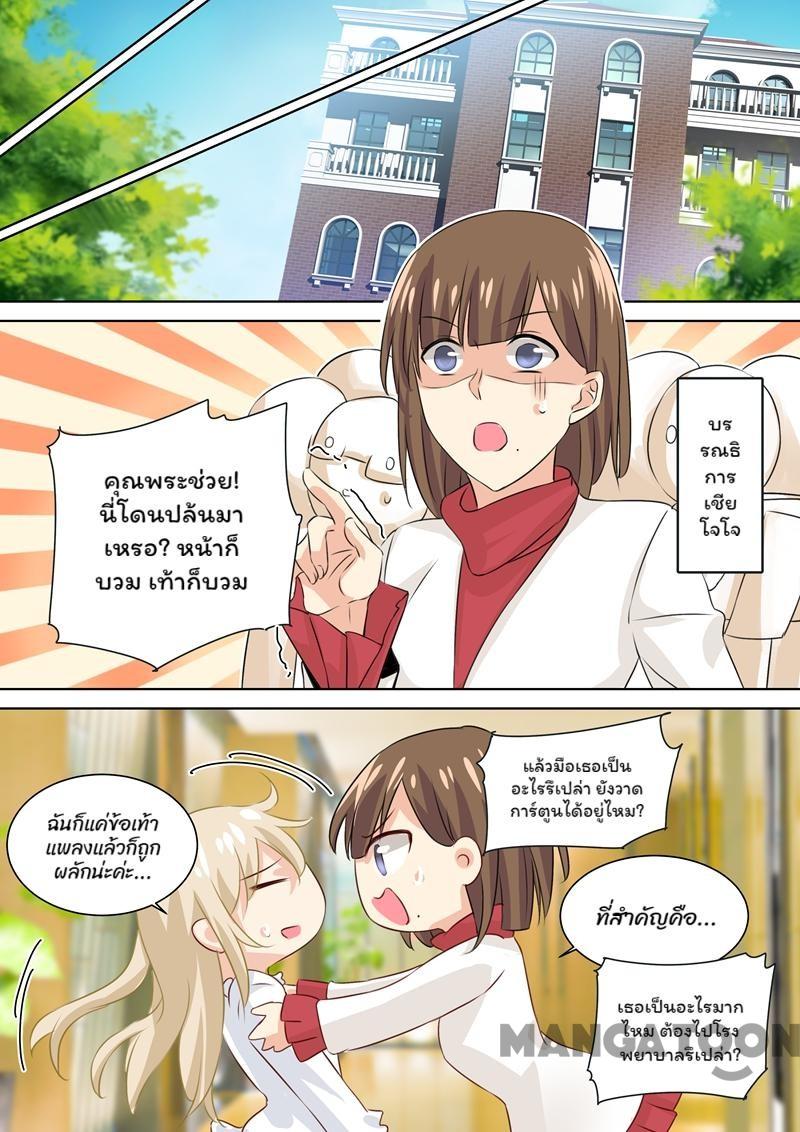 คุณพระช่วย!
นี่โดนปล้นมา
เหรอ? หน้าก็
บวม เท้าก็บวม
บร
รณธิ
การ
เชีย
โจโจ
แล้วมือเธอเป็น
อะไรรึเปล่า ยังวาด
การ์ตูนได้อยู่ไหม?
ฉันก็แค่ข้อเท้า
แพลงแล้วก็ถูก
ผลักน่ะค่ะ...
ที่สำคัญคือ...
เธอเป็นอะไรมาก
ไหม ต้องไปโรง
พยาบาลรึเปล่า?
MANGATOON